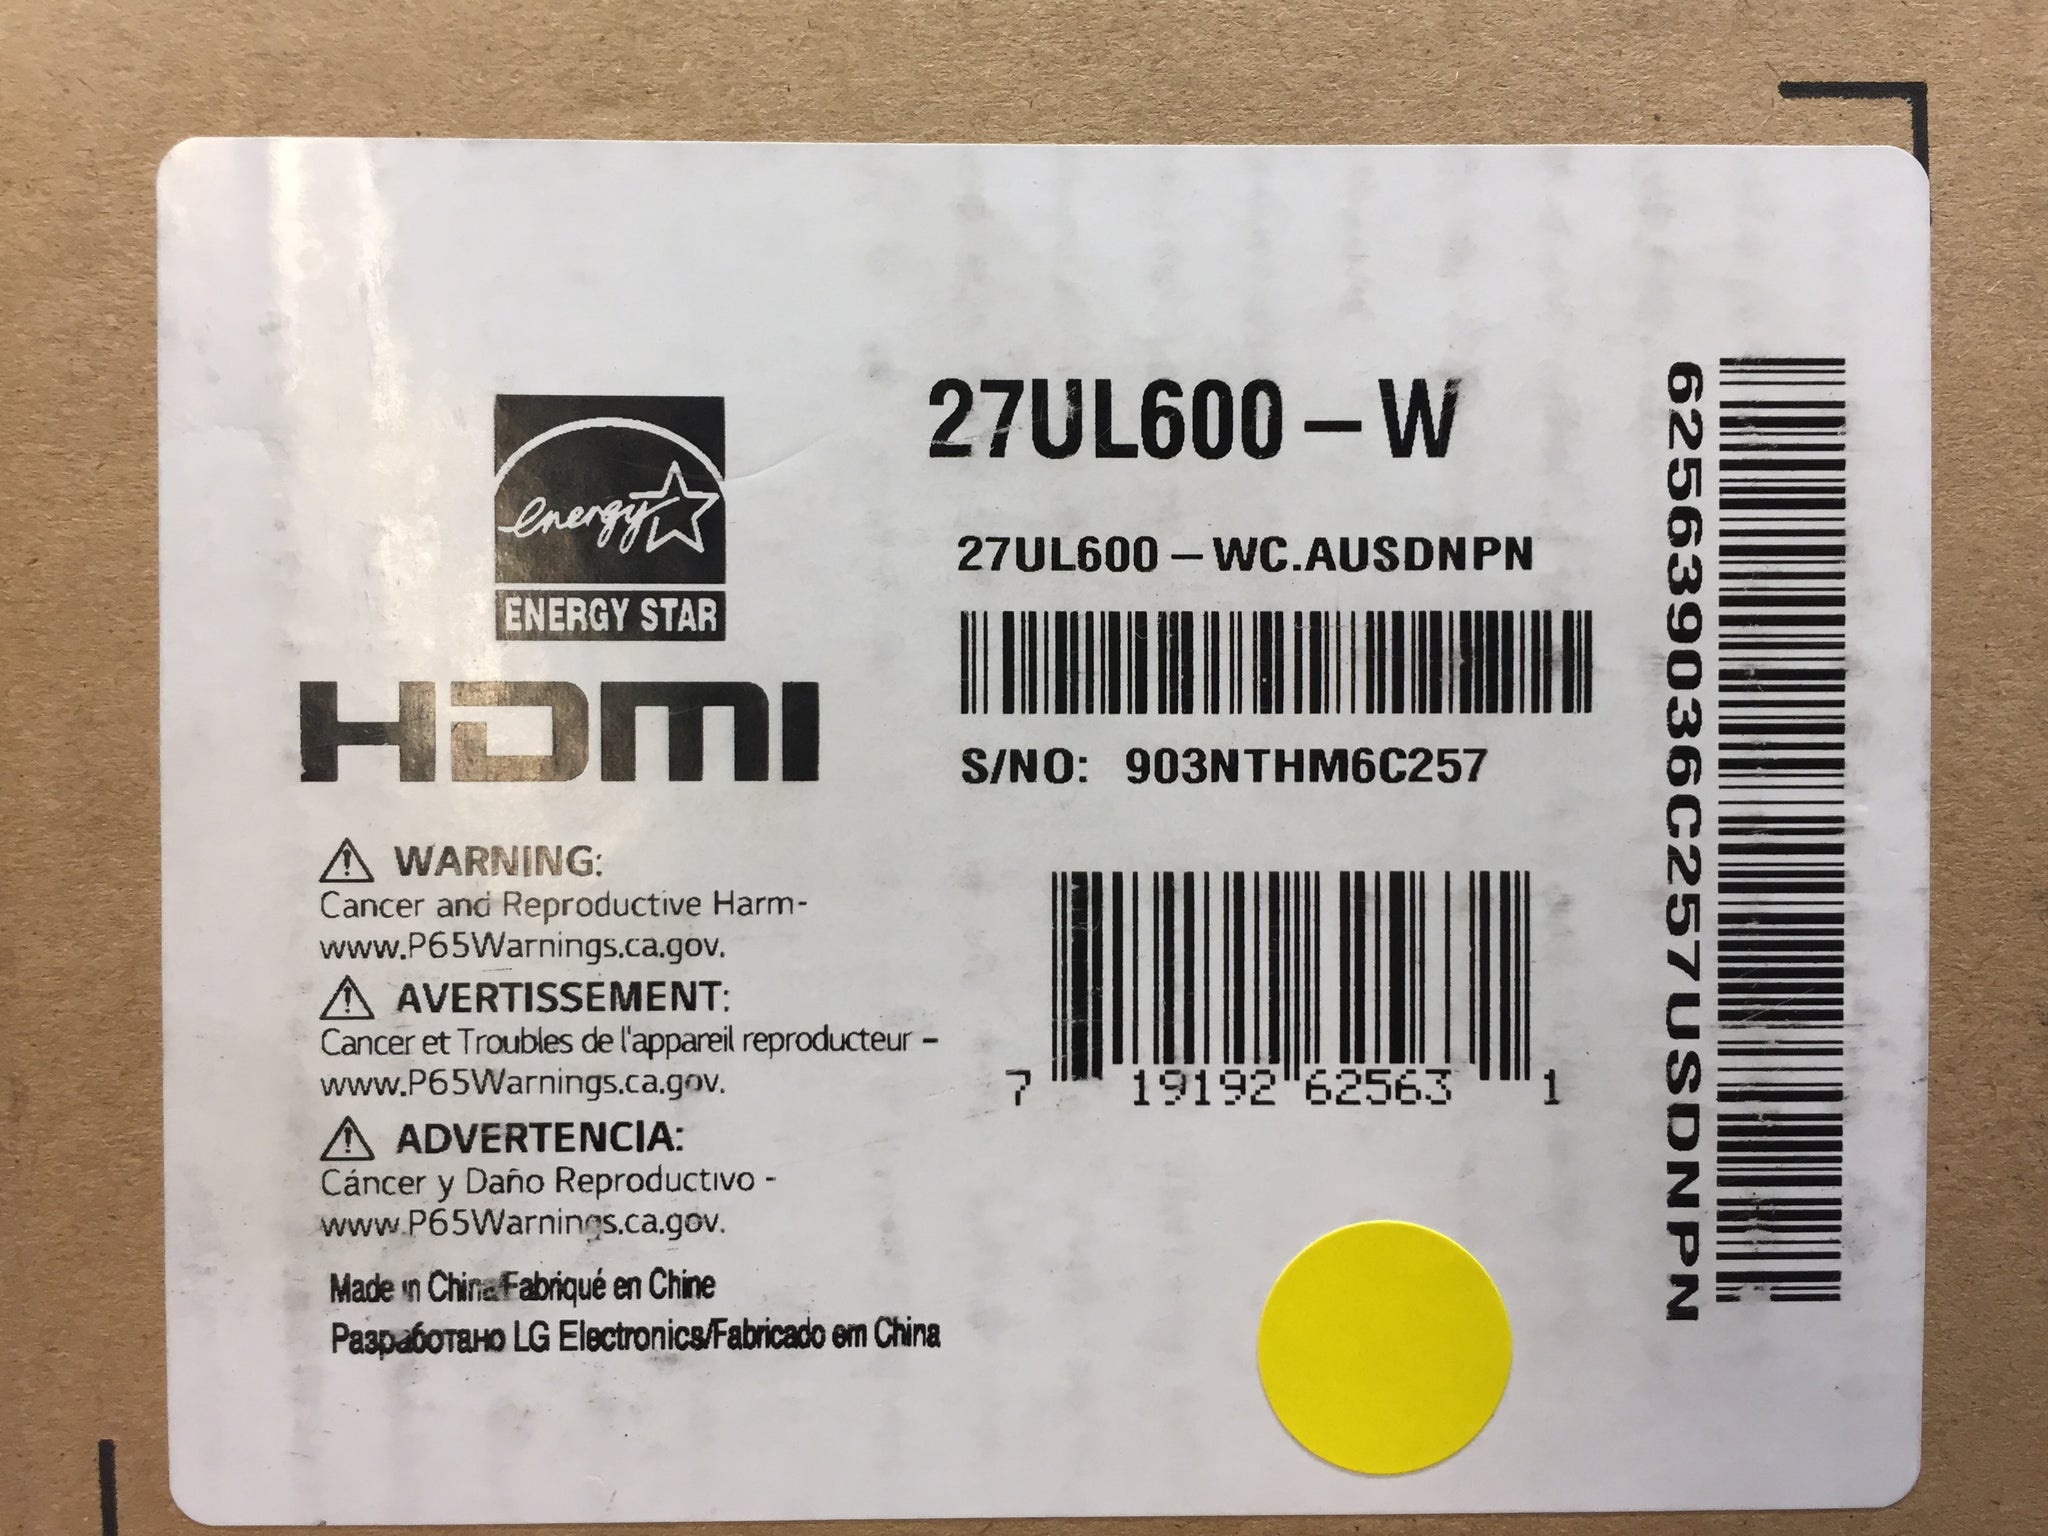 energy
ENERGY STAR
HDMI
27UL600-W
27UL600-WC.AUSDNPN
S/NO: 903NTHM6C257
7 19192 62563 1
625639036C257USDNPN
WARNING:
Cancer and Reproductive Harm-
www.P65Warnings.ca.gov.
AVERTISSEMENT:
Cancer et Troubles de l'appareil reproducteur –
www.P65Warnings.ca.gov.
ADVERTENCIA:
Cáncer y Daño Reproductivo -
www.P65Warnings.ca.gov.
Made in China/Fabriqué en Chine
Разработано LG Electronics/Fabricado em China